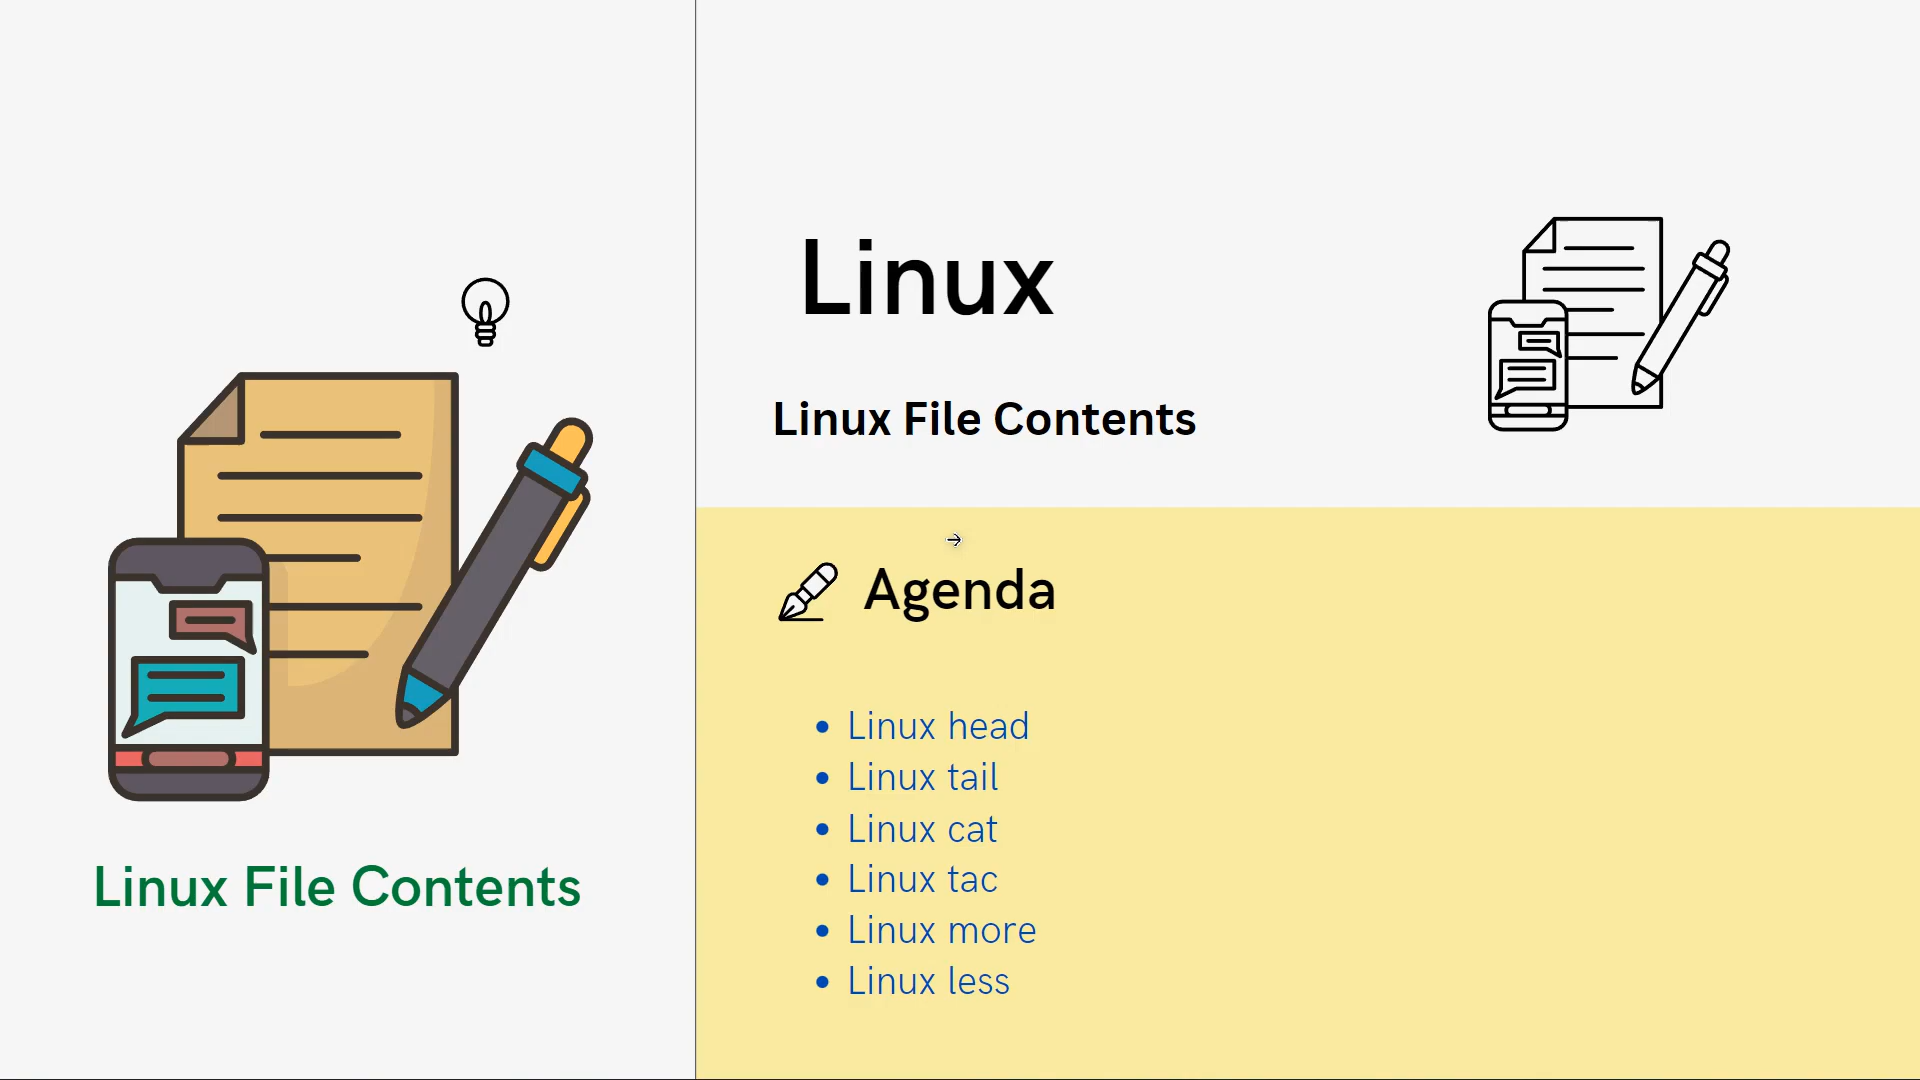 Linux File Contents
Linux
Linux File Contents
Agenda
Linux head
Linux tail
Linux cat
Linux tac
Linux more
Linux less